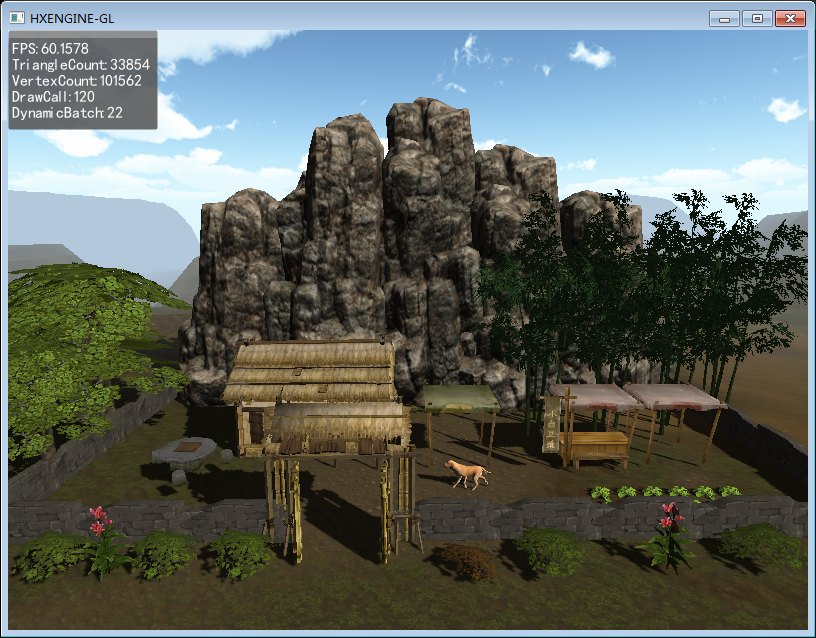 HXENGINE-GL
FPS:60.1578
TriangleCount:33854
VertexCount:101562
DrawCall:120
DynamicBatch:22